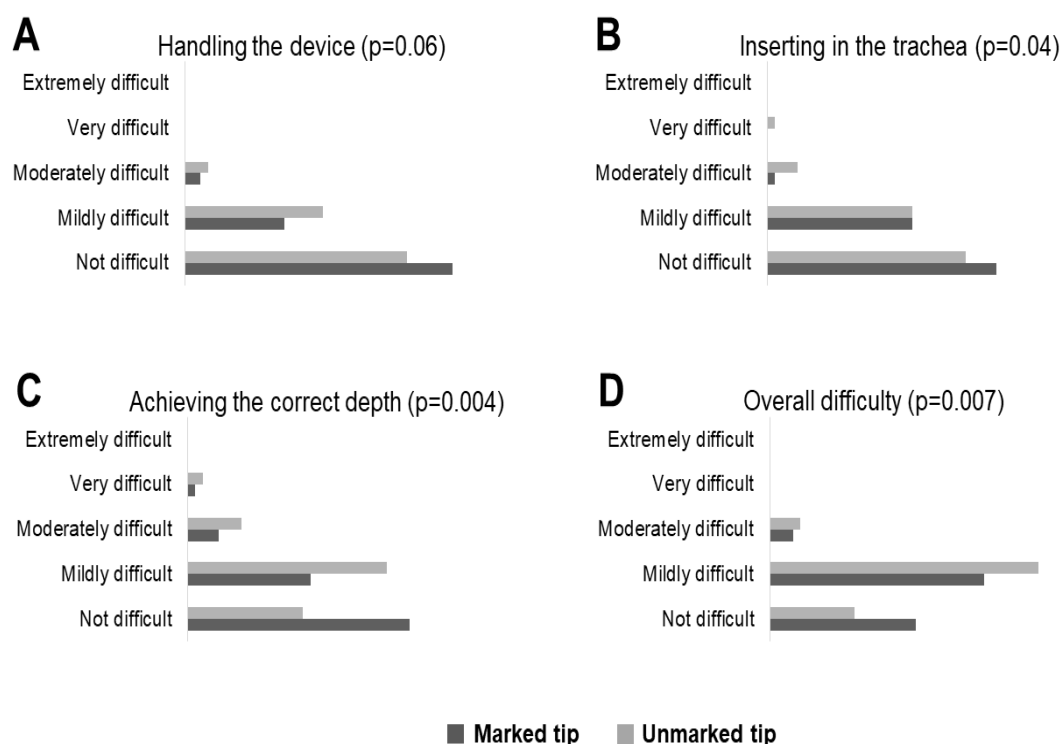 A
Handling the device (p=0.06)
Extremely difficult
Very difficult
Moderately difficult
Mildly difficult
Not difficult
B
Inserting in the trachea (p=0.04)
Extremely difficult
Very difficult
Moderately difficult
Mildly difficult
Not difficult
C
Achieving the correct depth (p=0.004)
Extremely difficult
Very difficult
Moderately difficult
Mildly difficult
Not difficult
D
Overall difficulty (p=0.007)
Extremely difficult
Very difficult
Moderately difficult
Mildly difficult
Not difficult
Marked tip Unmarked tip